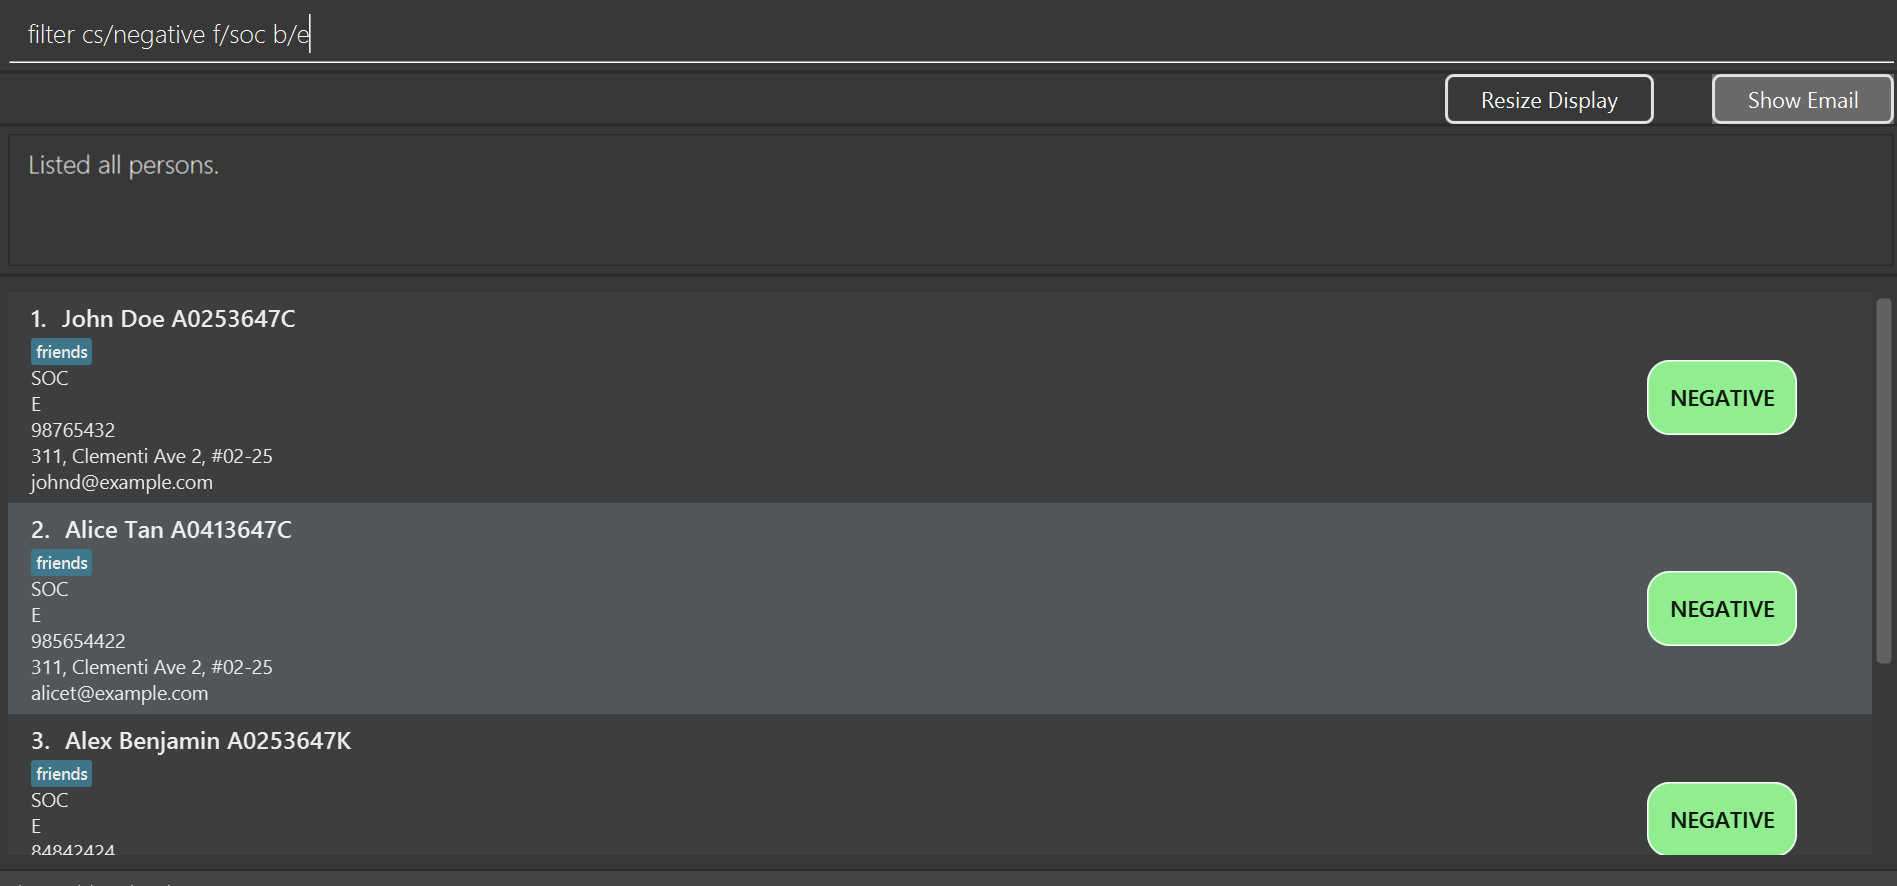 filter cs/negative f/soc b/e
Resize Display
Show Email
Listed all persons.
1. John Doe A0253647C
friends
SOC
E
98765432
311, Clementi Ave 2, #02-25
johnd@example.com
NEGATIVE
2. Alice Tan A0413647C
friends
SOC
E
985654422
311, Clementi Ave 2, #02-25
alicet@example.com
NEGATIVE
3. Alex Benjamin A0253647K
friends
SOC
E
84842424
NEGATIVE